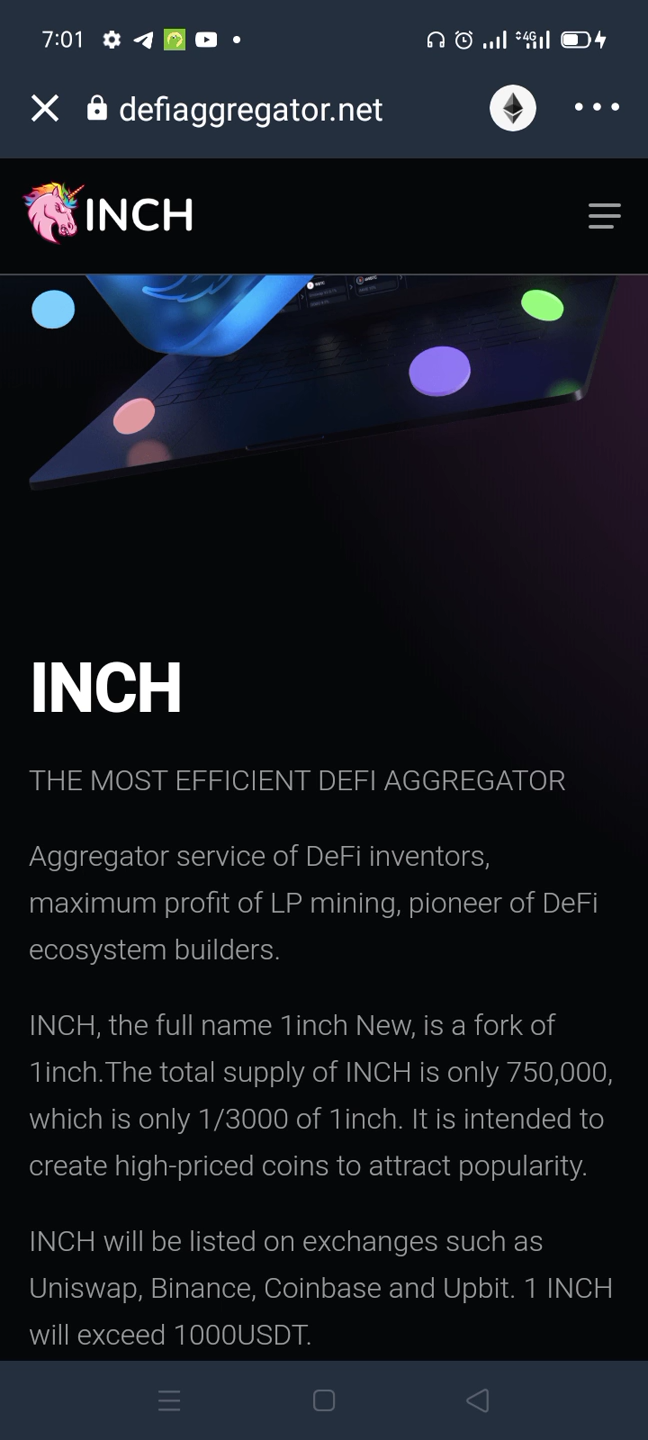 7:01
4G
defiaggregator.net
INCH
INCH
THE MOST EFFICIENT DEFI AGGREGATOR
Aggregator service of DeFi inventors,
maximum profit of LP mining, pioneer of DeFi
ecosystem builders.
INCH, the full name 1inch New, is a fork of
1inch.The total supply of INCH is only 750,000,
which is only 1/3000 of 1inch. It is intended to
create high-priced coins to attract popularity.
INCH will be listed on exchanges such as
Uniswap, Binance, Coinbase and Upbit. 1 INCH
will exceed 1000USDT.